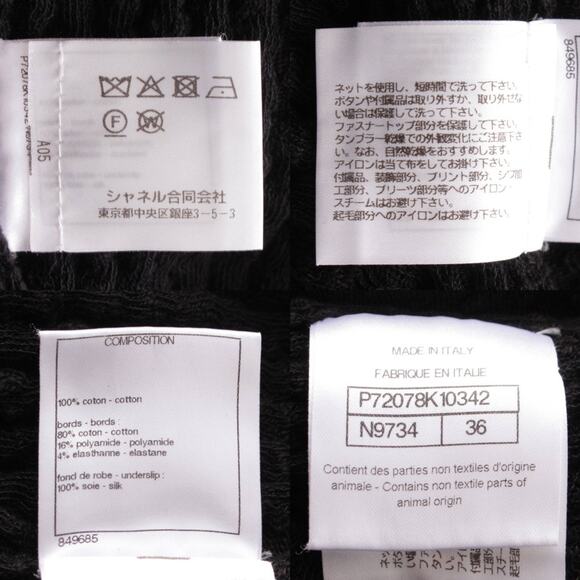 P72078K10342
A05
F
W
シャネル合同会社
東京都中央区銀座3-5-3
849685
ネットを使用し、短時間で洗って下さい。
ボタンや付属品は取り外すか、取り外せな
い場合は保護して洗って下さい。
ファスナートップ部分を保護して下さい。
タンブラー乾燥での外観変化にご注意下さ
い。なお、自然乾燥をおすすめします。
アイロンは当て布をしてお掛け下さい。
付属品、装飾部分、プリント部分、シワ加
工部分、プリーツ部分等へのアイロン・
スチームはお避け下さい。
起毛部分へのアイロンはお避け下さい。
COMPOSITION
100% coton - cotton
bords - bords :
80% coton - cotton
16% polyamide - polyamide
4% elasthanne - elastane
fond de robe - underslip :
100% soie - silk
849685
MADE IN ITALY
FABRIQUE EN ITALIE
P72078K10342
N9734 36
Contient des parties non textiles d'origine
animale - Contains non textile parts of
animal origin